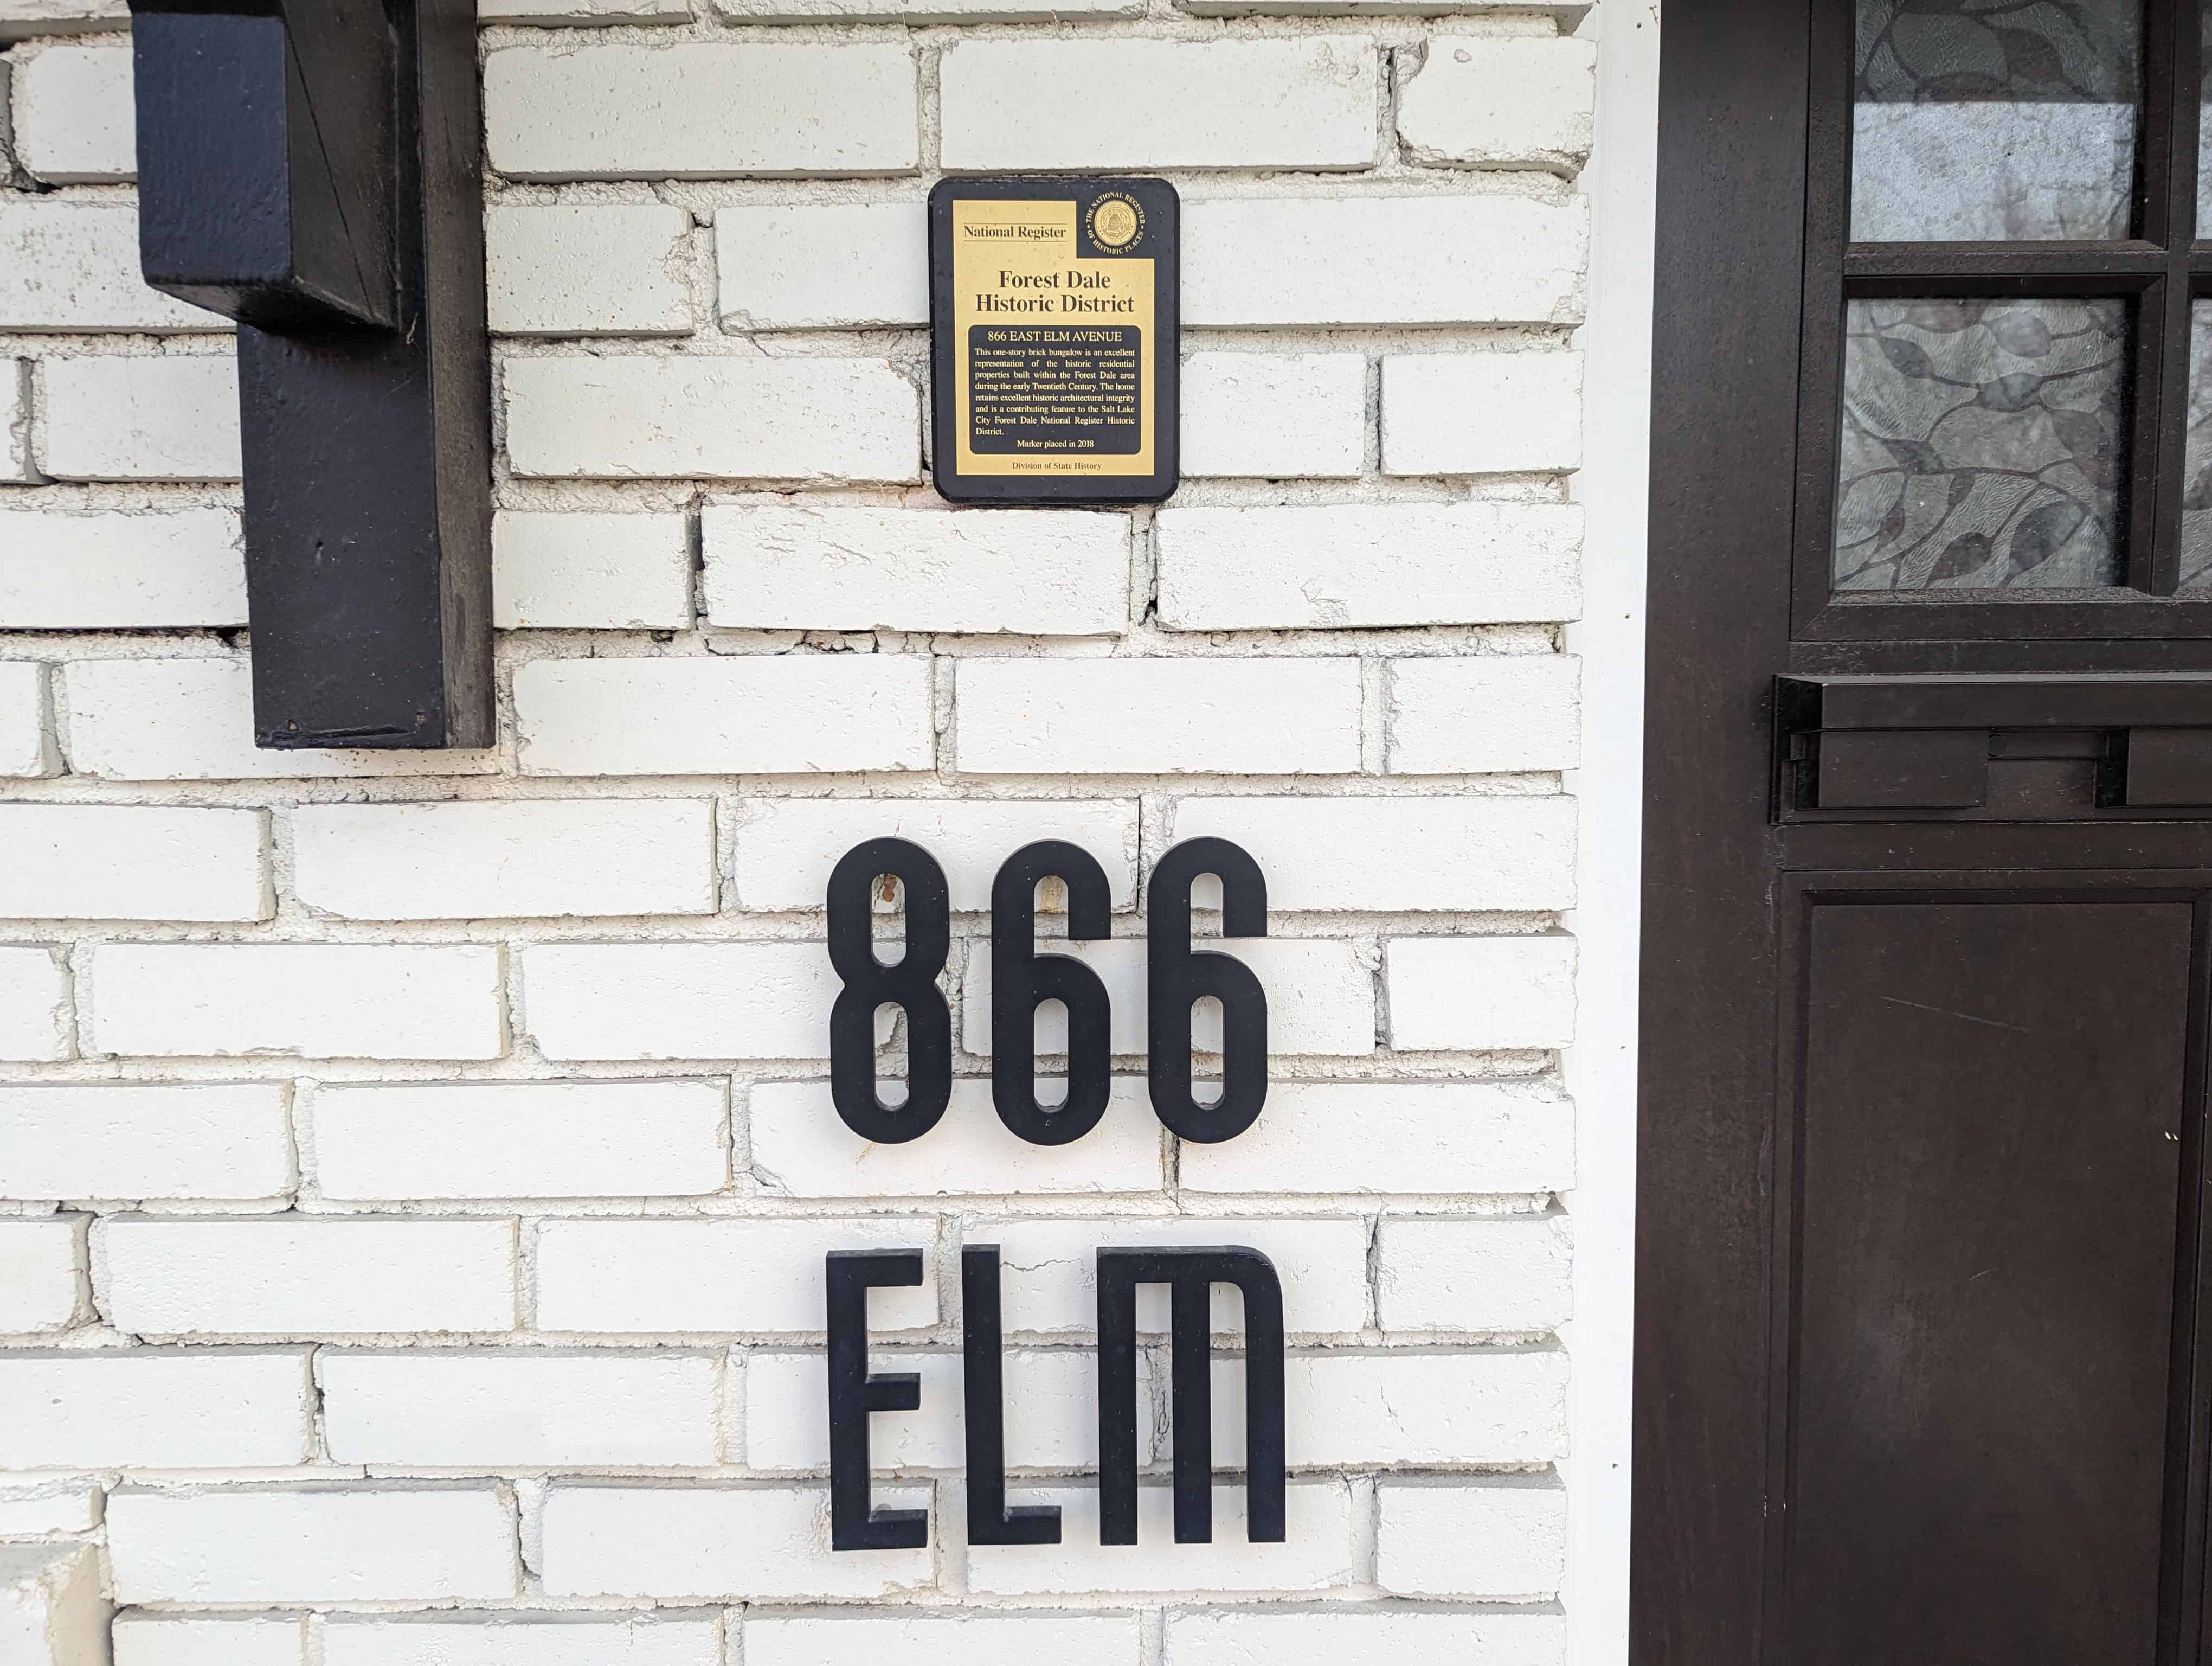 National Register
THE NATIONAL REGISTER
OF HISTORIC PLACES
Forest Dale
Historic District
866 EAST ELM AVENUE
This one-story brick bungalow is an excellent
representation of the historic residential
properties built within the Forest Dale area
during the early Twentieth Century. The home
retains excellent historic architectural integrity
and is a contributing feature to the Salt Lake
City Forest Dale National Register Historic
District.
Marker placed in 2018
Division of State History
866
ELM